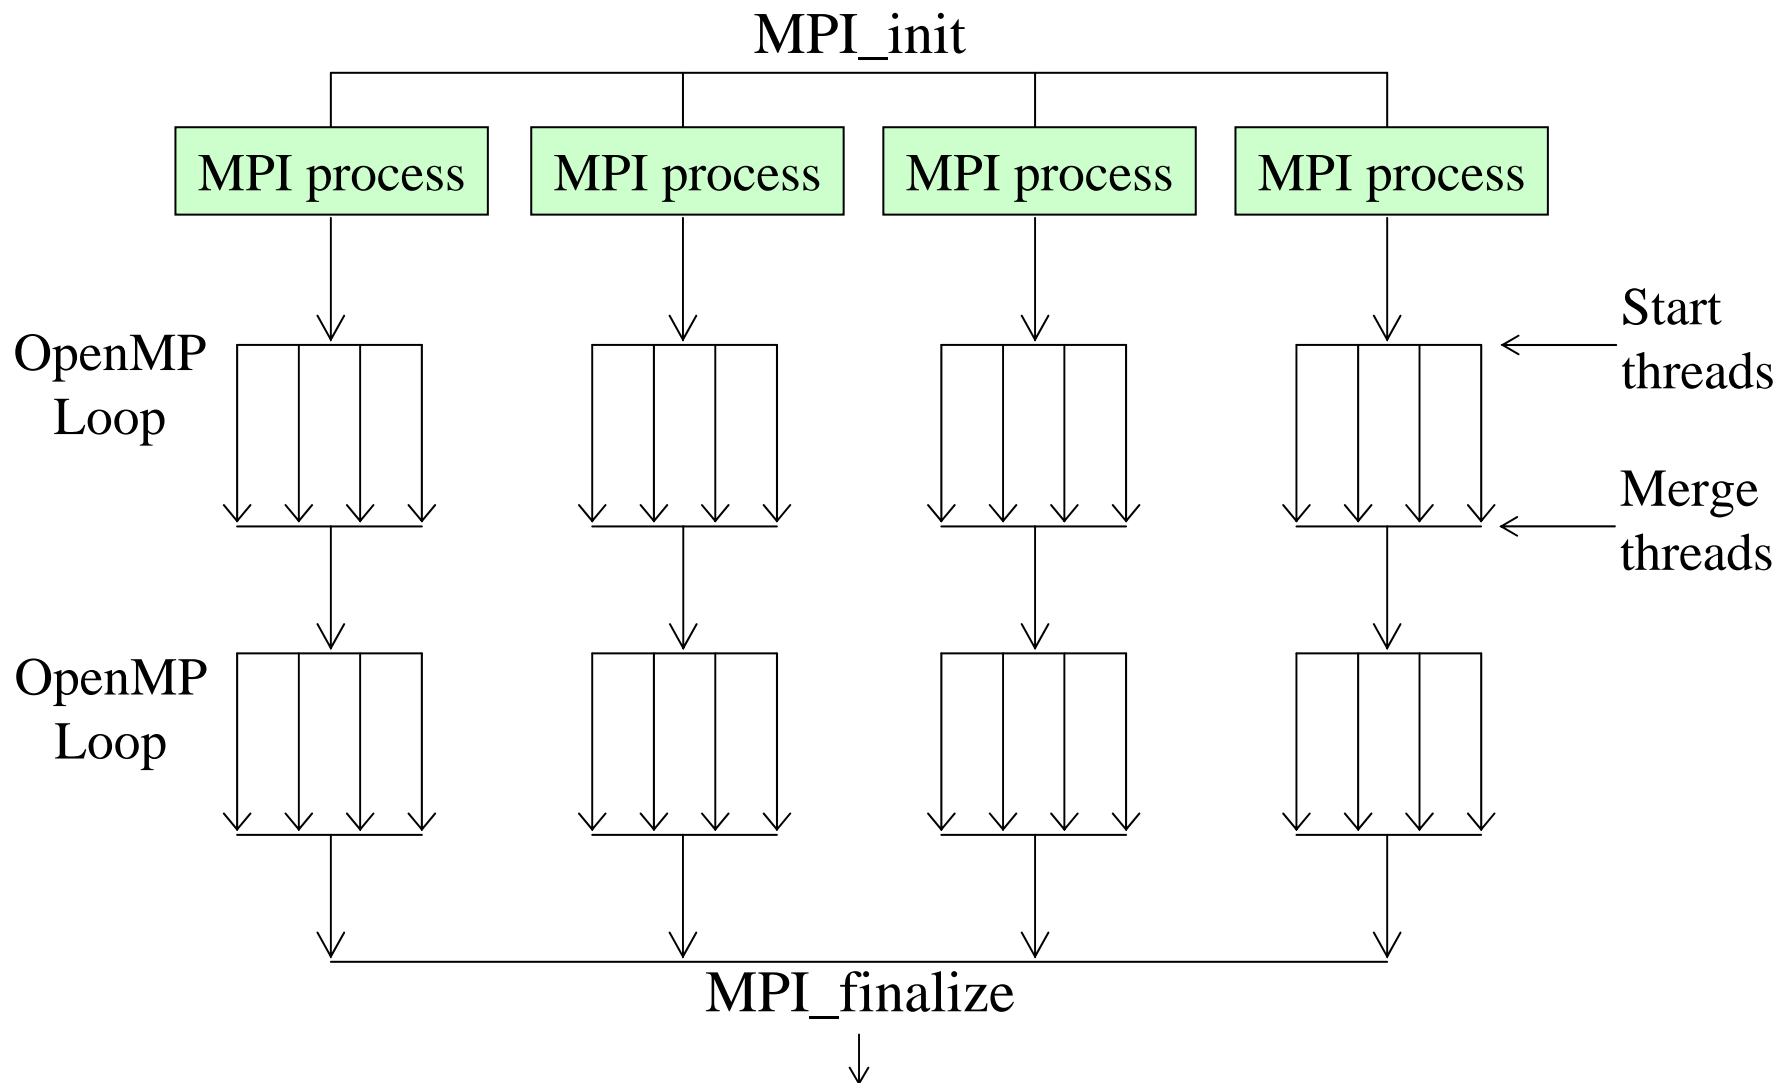 MPI_init
MPI process
MPI process
MPI process
MPI process
OpenMP
Loop
Start
threads
Merge
threads
OpenMP
Loop
MPI_finalize